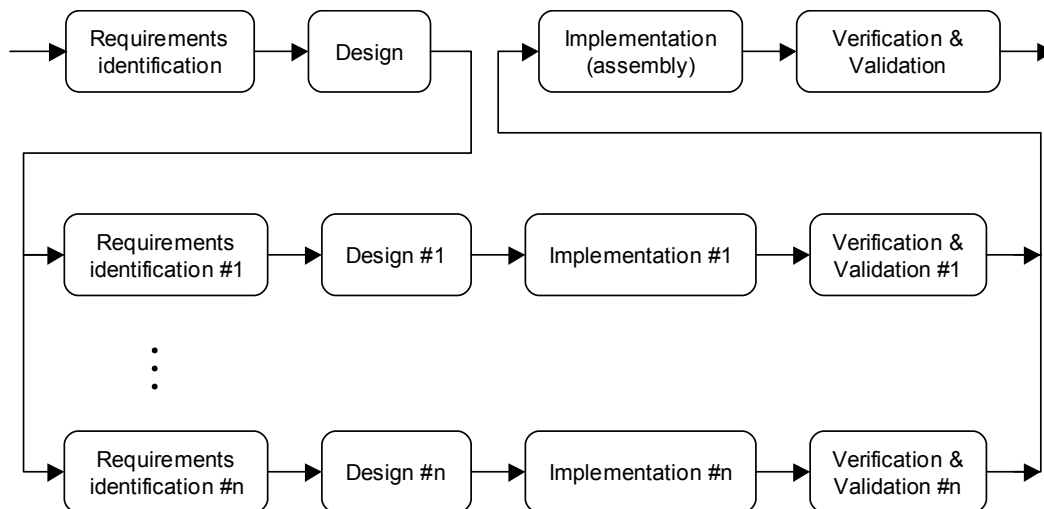 Requirements
identification
Design
Implementation
(assembly)
Verification &
Validation
Requirements
identification #1
Design #1
Implementation #1
Verification &
Validation #1
Requirements
identification #n
Design #n
Implementation #n
Verification &
Validation #n